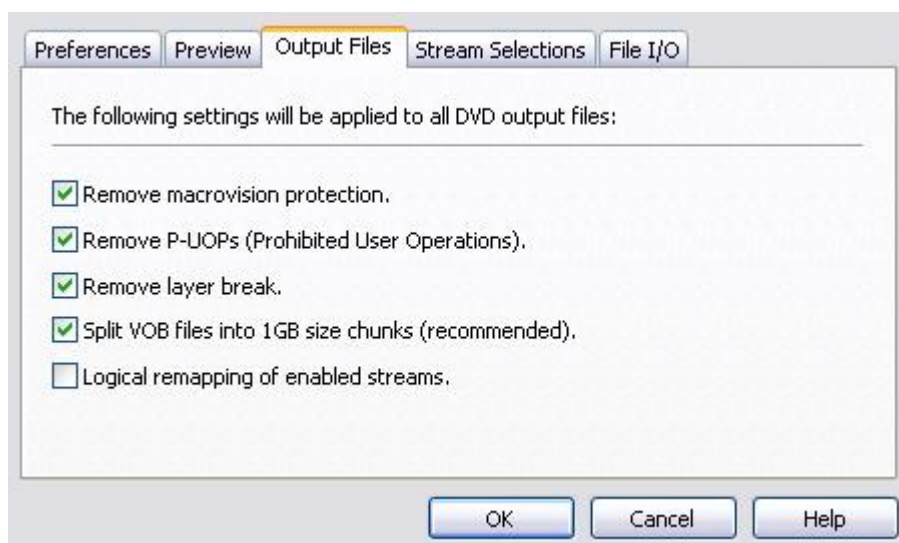 Preferences Preview Output Files Stream Selections File I/O
The following settings will be applied to all DVD output files:
Remove macrovision protection.
Remove P-UOPs (Prohibited User Operations).
Remove layer break.
Split VOB files into 1GB size chunks (recommended).
Logical remapping of enabled streams.
OK Cancel Help